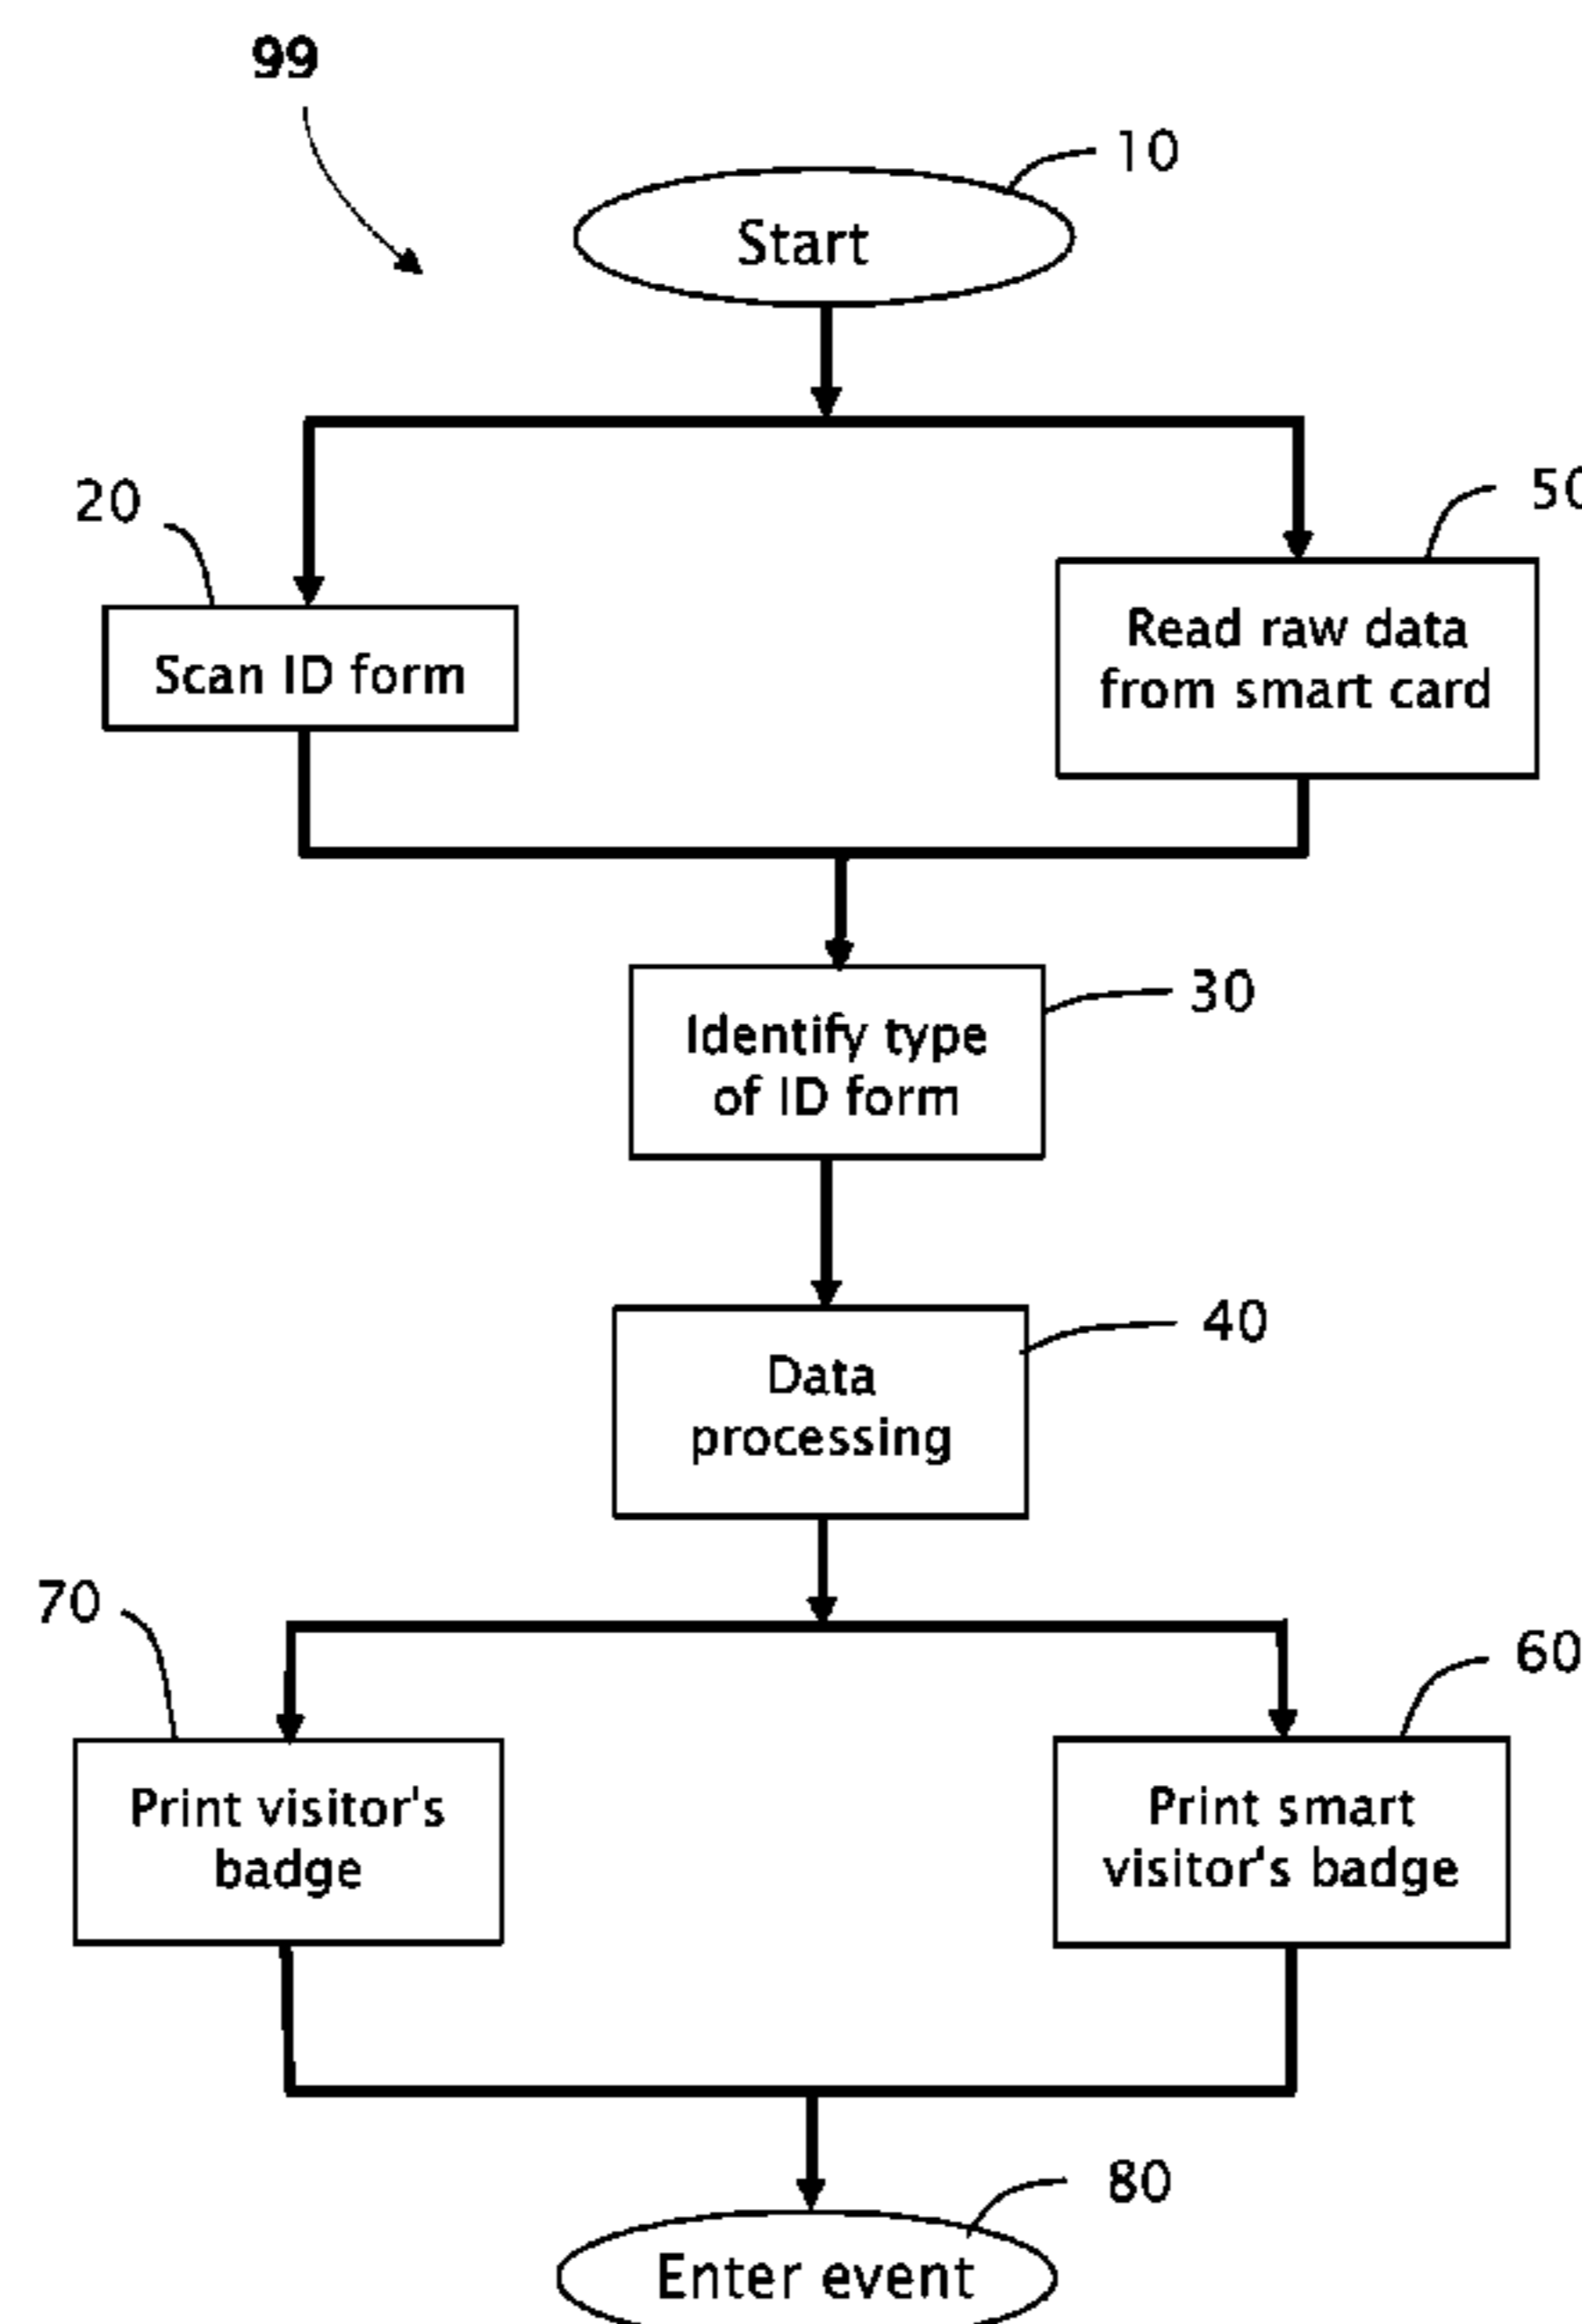 99
10
Start
20
50
Scan ID form
Read raw data
from smart card
30
Identify type
of ID form
40
Data
processing
70
60
Print visitor's
badge
Print smart
visitor's badge
80
Enter event